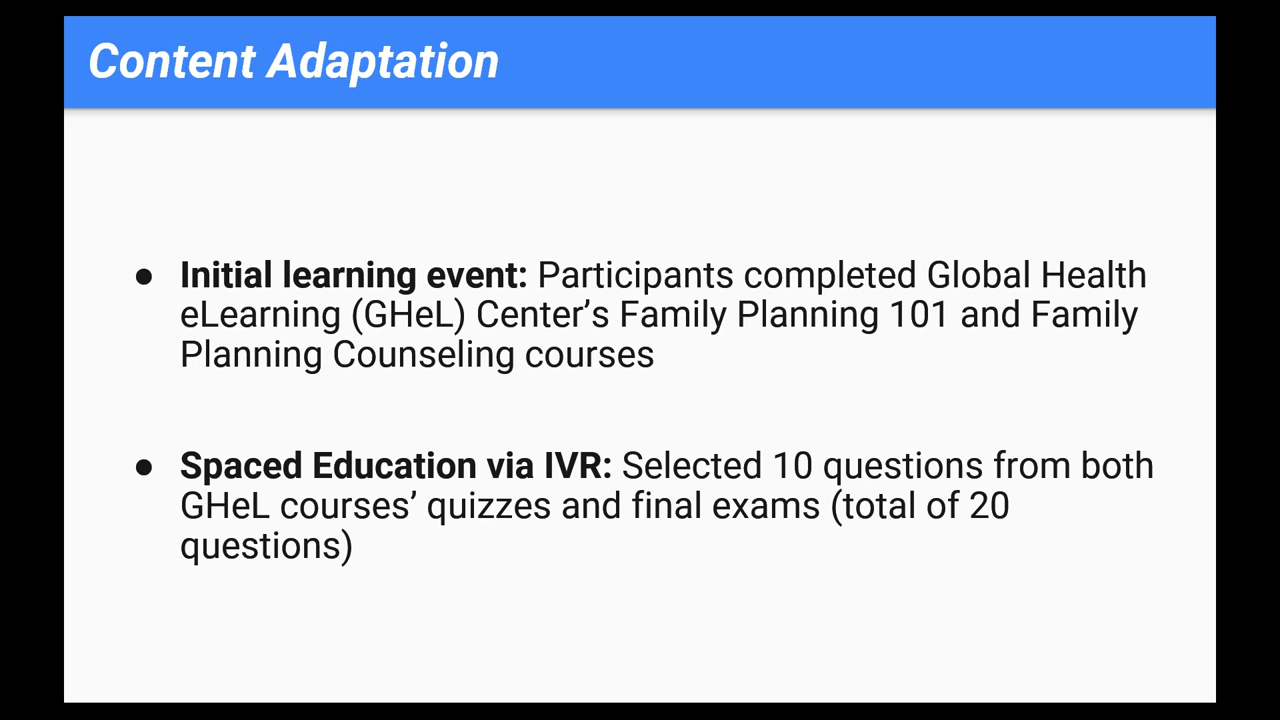 Content Adaptation
● Initial learning event: Participants completed Global Health
eLearning (GHeL) Center’s Family Planning 101 and Family
Planning Counseling courses
● Spaced Education via IVR: Selected 10 questions from both
GHeL courses’ quizzes and final exams (total of 20
questions)